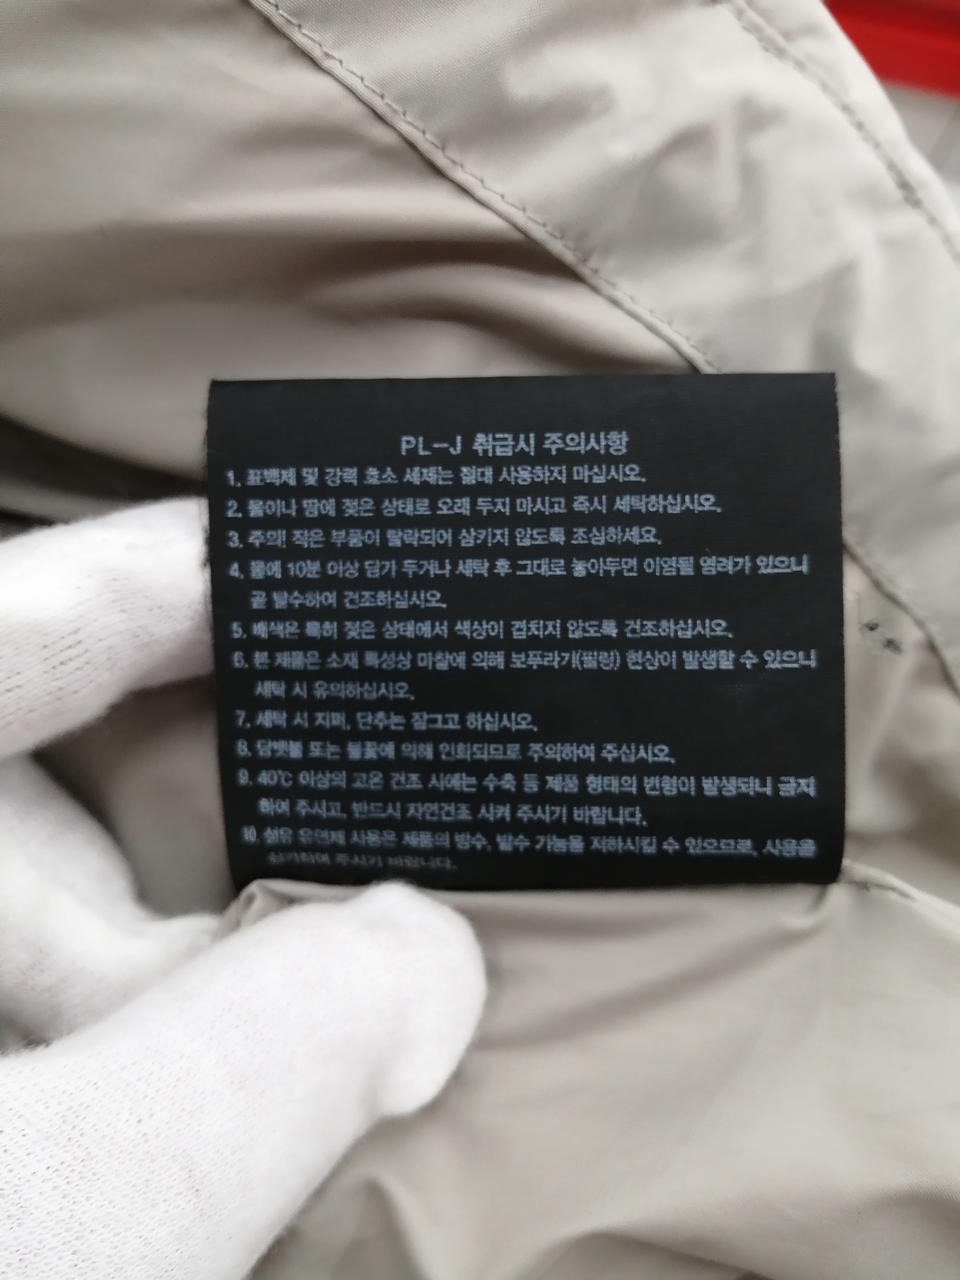 PL-J 취급시 주의사항
1. 표백제 및 강력 효소 세제는 절대 사용하지 마십시오.
2. 물이나 땀에 젖은 상태로 오래 두지 마시고 즉시 세탁하십시오.
3. 주의! 작은 부품이 탈락되어 삼키지 않도록 조심하세요.
4. 물에 10분 이상 담가 두거나 세탁 후 그대로 놓아두면 이염될 염려가 있으니
곧 탈수하여 건조하십시오.
5. 배색은 특히 젖은 상태에서 색상이 겹치지 않도록 건조하십시오.
6. 본 제품은 소재 특성상 마찰에 의해 보푸라기(필링) 현상이 발생할 수 있으니
세탁 시 유의하십시오.
7. 세탁 시 지퍼, 단추는 잠그고 하십시오.
8. 담뱃불 또는 불꽃에 의해 인화되므로 주의하여 주십시오.
9. 40℃ 이상의 고온 건조 시에는 수축 등 제품 형태의 변형이 발생되니 금지
하여 주시고, 반드시 자연건조 시켜 주시기 바랍니다.
10. 섬유 유연제 사용은 제품의 방수, 발수 기능을 저하시킬 수 있으므로, 사용을
삼가하여 주시기 바랍니다.